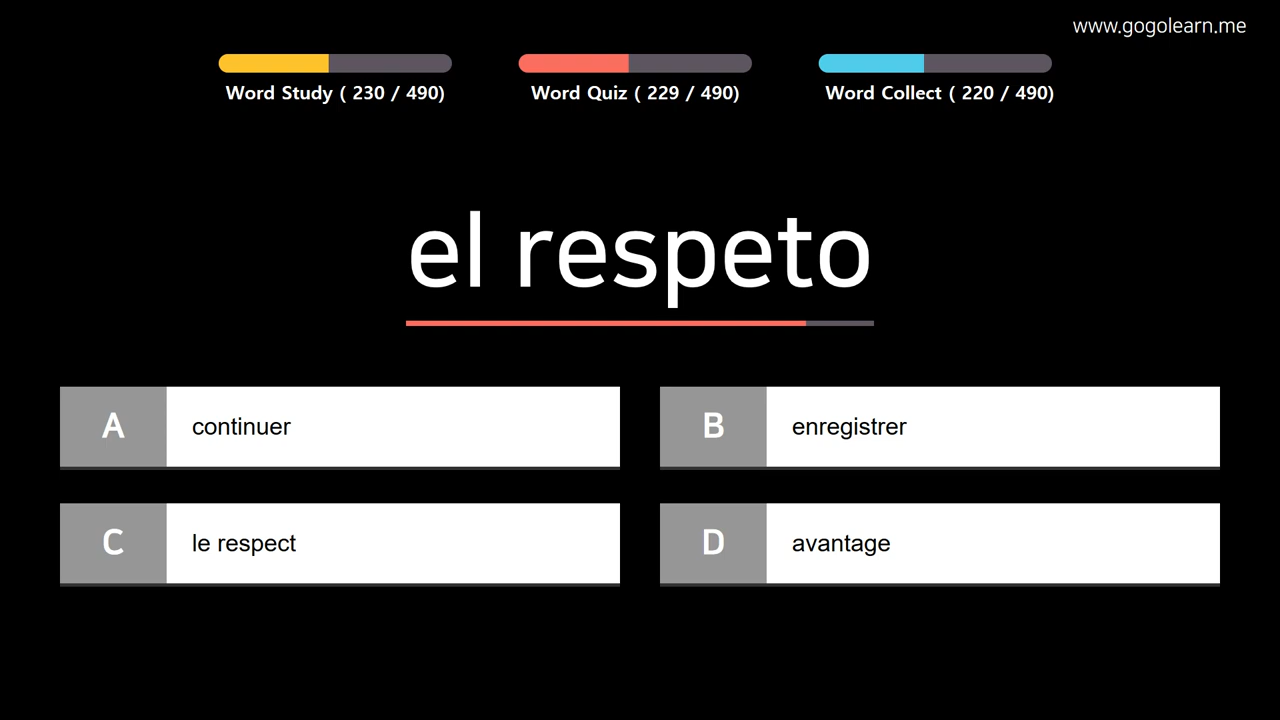 www.gogolearn.me
Word Study ( 230 / 490)
Word Quiz ( 229 / 490)
Word Collect ( 220 / 490)
el respeto
A continuer
B enregistrer
C le respect
D avantage